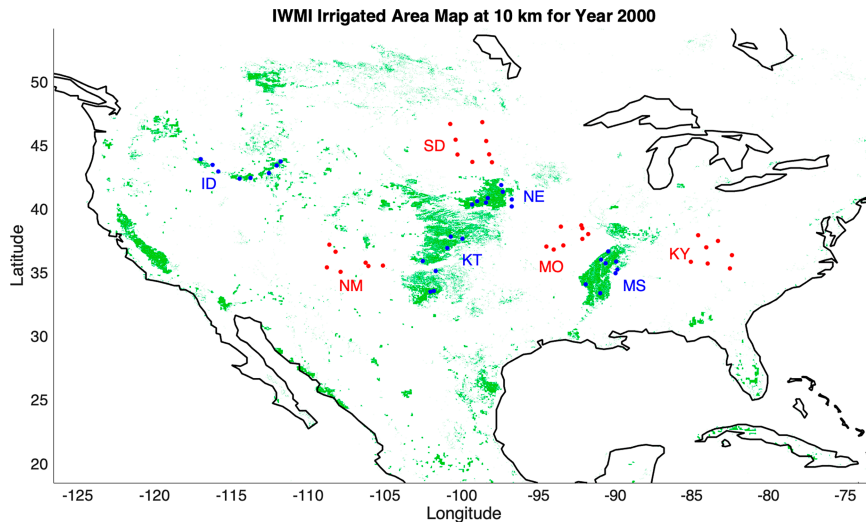 IWMI Irrigated Area Map at 10 km for Year 2000
50
45
40
35
30
25
20
Latitude
SD
ID
NE
KT
MO
KY
NM
MS
-125 -120 -115 -110 -105 -100 -95 -90 -85 -80 -75
Longitude